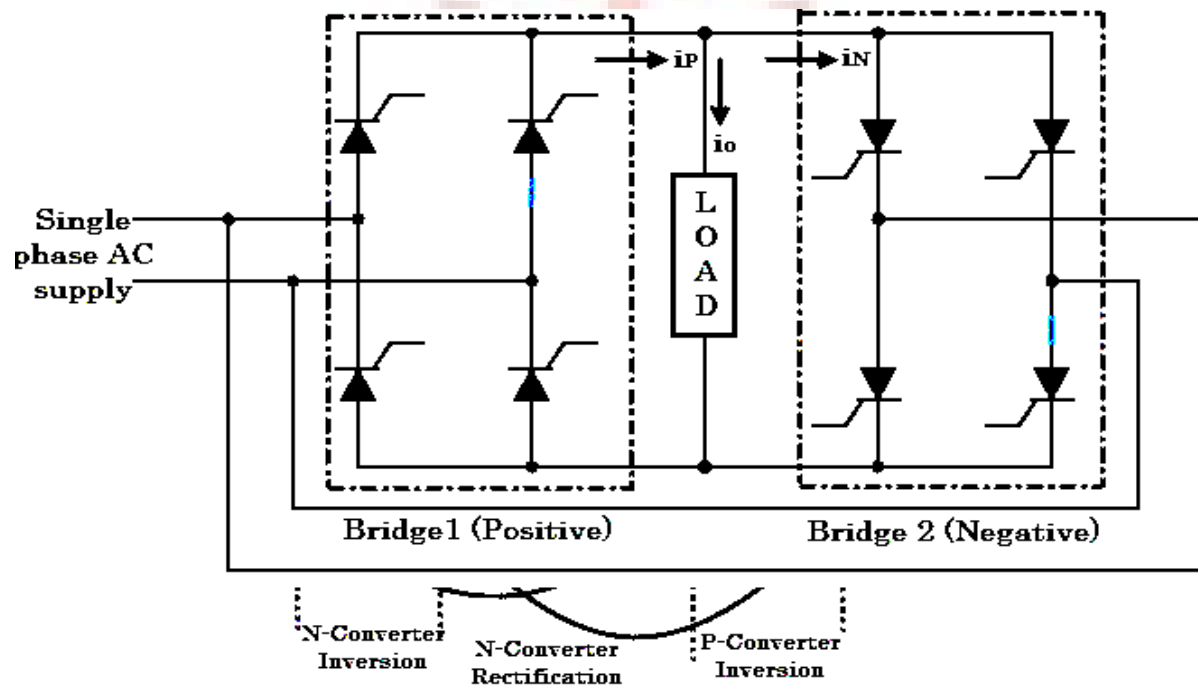 iP
iN
io
L
O
A
D
Single
phase AC
supply
Bridge1 (Positive)
Bridge 2 (Negative)
N-Converter
Inversion
N-Converter
Rectification
P-Converter
Inversion